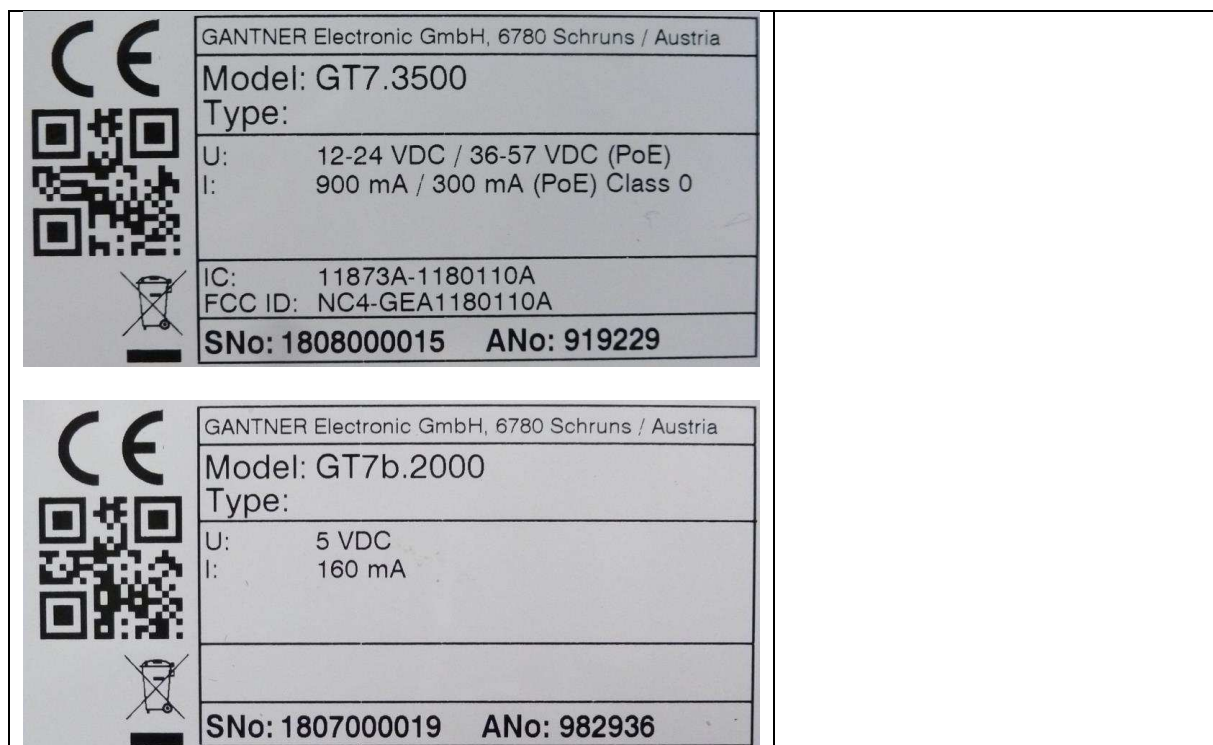 CE
GANTNER Electronic GmbH, 6780 Schruns / Austria
Model: GT7.3500
Type:
U: 12-24 VDC / 36-57 VDC (PoE)
I: 900 mA / 300 mA (PoE) Class 0
IC: 11873A-1180110A
FCC ID: NC4-GEA1180110A
SNo: 1808000015 ANo: 919229
CE
GANTNER Electronic GmbH, 6780 Schruns / Austria
Model: GT7b.2000
Type:
U: 5 VDC
I: 160 mA
SNo: 1807000019 ANo: 982936